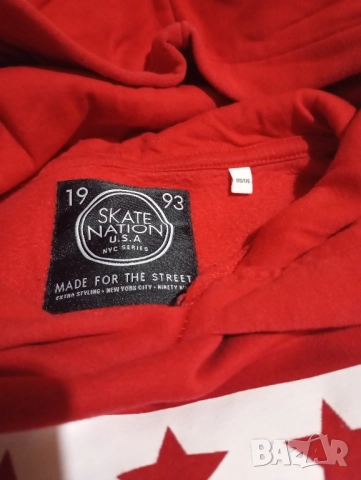 19 93
SKATE
NATION
U.S.A
NYC SERIES
MADE FOR THE STREET
EXTRA STYLING • NEW YORK CITY • NINETY
BAZAR